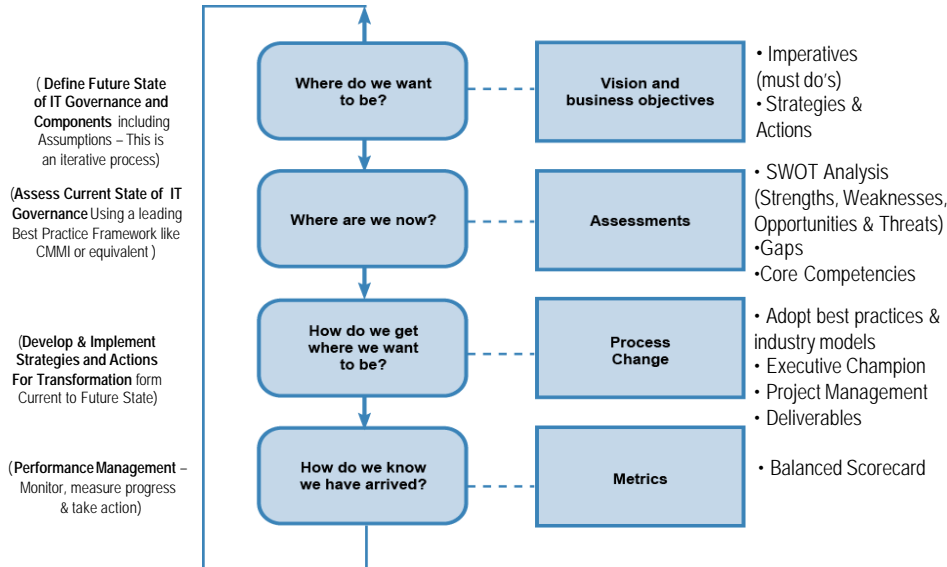 ( Define Future State
of IT Governance and
Components including
Assumptions – This is
an iterative process)
Where do we want
to be?
Vision and
business objectives
• Imperatives
(must do's)
• Strategies &
Actions
(Assess Current State of IT
Governance Using a leading
Best Practice Framework like
CMMI or equivalent )
Where are we now?
Assessments
• SWOT Analysis
(Strengths, Weaknesses,
Opportunities & Threats)
•Gaps
•Core Competencies
(Develop & Implement
Strategies and Actions
For Transformation form
Current to Future State)
How do we get
where we want
to be?
Process
Change
• Adopt best practices &
industry models
• Executive Champion
• Project Management
• Deliverables
( Performance Management –
Monitor, measure progress
& take action)
How do we know
we have arrived?
Metrics
• Balanced Scorecard